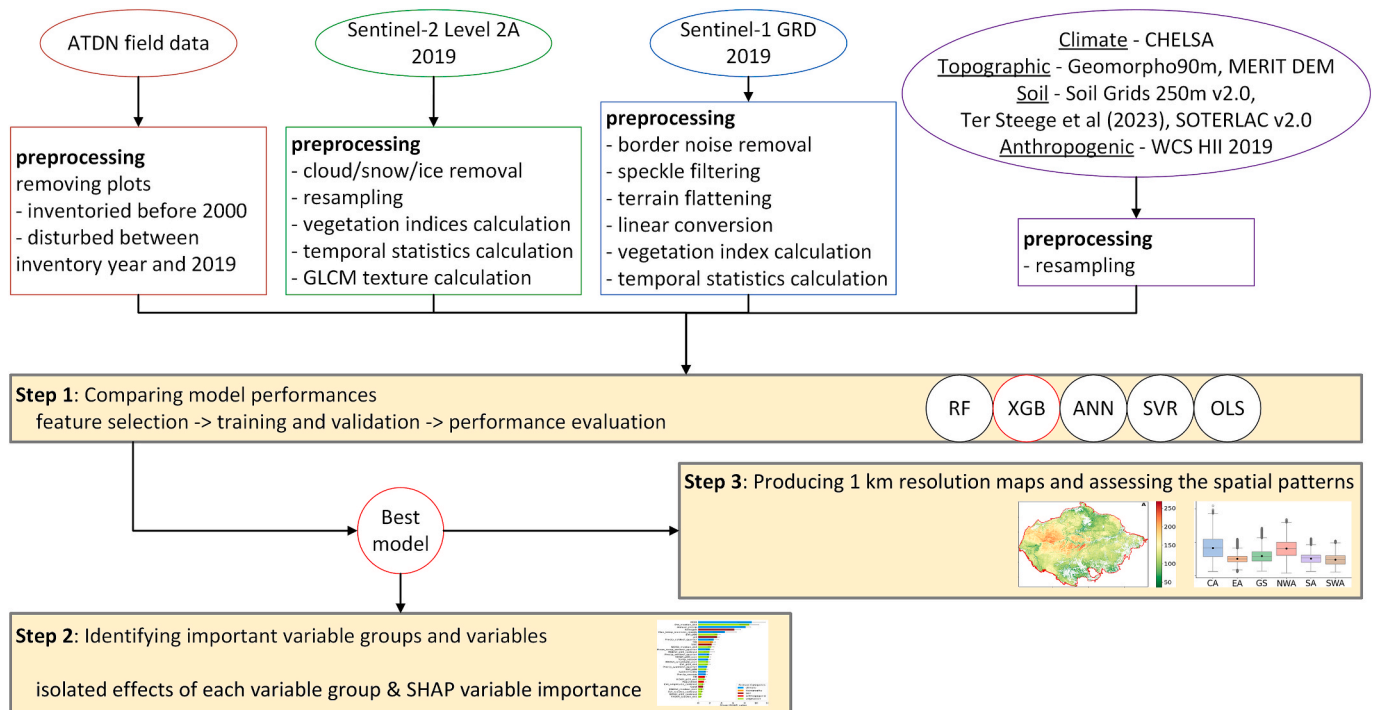 ATDN field data
Sentinel-2 Level 2A
2019
Sentinel-1 GRD
2019
Climate - CHELSA
Topographic - Geomorpho90m, MERIT DEM
Soil - Soil Grids 250m v2.0,
Ter Steege et al (2023), SOTERLAC v2.0
Anthropogenic - WCS HII 2019
preprocessing
removing plots
- inventoried before 2000
- disturbed between
inventory year and 2019
preprocessing
- cloud/snow/ice removal
- resampling
- vegetation indices calculation
- temporal statistics calculation
- GLCM texture calculation
preprocessing
- border noise removal
- speckle filtering
- terrain flattening
- linear conversion
- vegetation index calculation
- temporal statistics calculation
preprocessing
- resampling
Step 1: Comparing model performances
feature selection -> training and validation -> performance evaluation
RF XGB ANN SVR OLS
Best
model
Step 3: Producing 1 km resolution maps and assessing the spatial patterns
A
250
200
150
100
50
CA EA GS NWA SA SWA
Step 2: Identifying important variable groups and variables
isolated effects of each variable group & SHAP variable importance